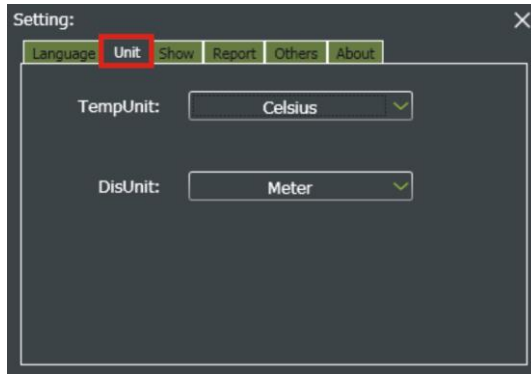 Setting:
Language Unit Show Report Others About
TempUnit: Celsius
DisUnit: Meter